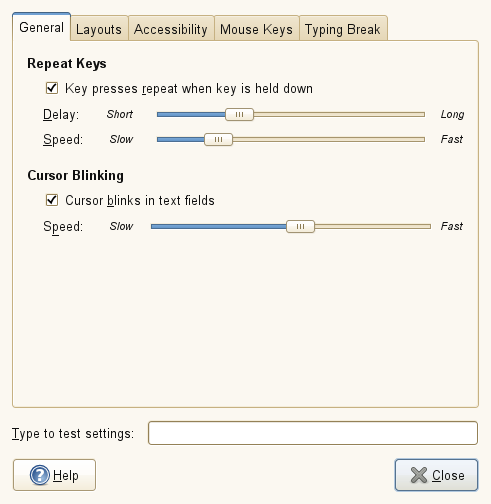 General Layouts Accessibility Mouse Keys Typing Break
Repeat Keys
Key presses repeat when key is held down
Delay: Short Long
Speed: Slow Fast
Cursor Blinking
Cursor blinks in text fields
Speed: Slow Fast
Type to test settings:
Help Close